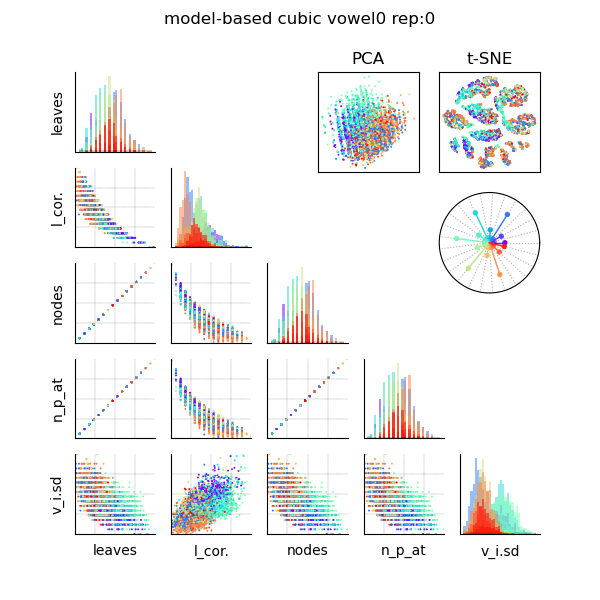 model-based cubic vowel0 rep:0
PCA
t-SNE
leaves
l_cor.
nodes
n_p_at
v_i.sd
leaves
l_cor.
nodes
n_p_at
v_i.sd